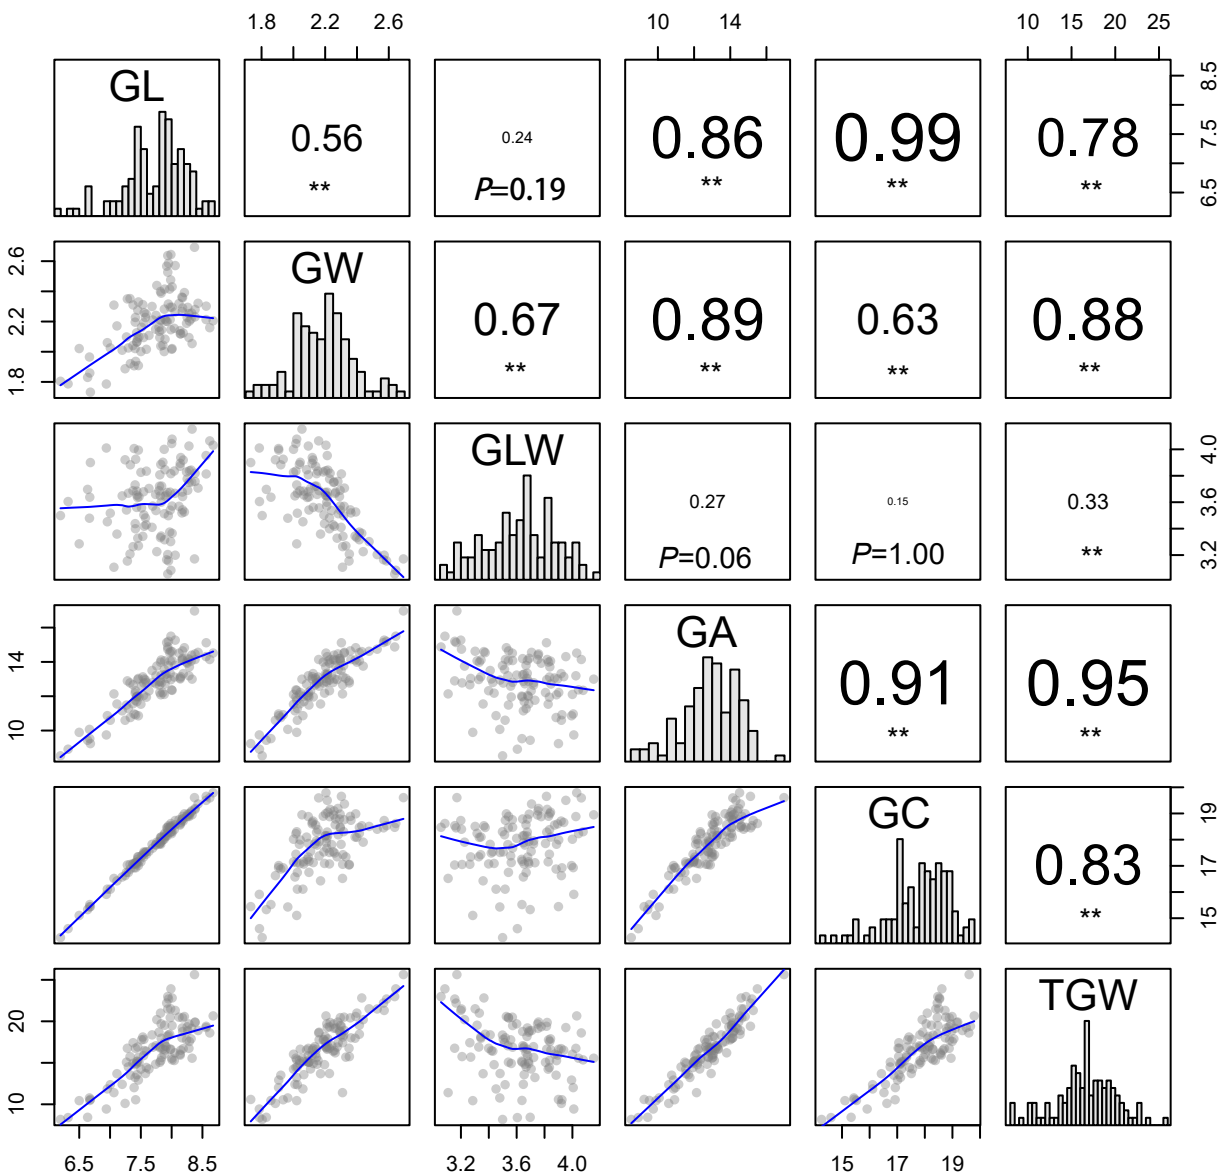 1.8 2.2 2.6 10 14 10 15 20 25
GL 0.56 0.24 0.86 0.99 0.78
** P=0.19 ** ** **
6.5 7.5 8.5
GW 0.67 0.89 0.63 0.88
** ** ** **
1.8 2.2 2.6
GLW 0.27 0.15 0.33
P=0.06 P=1.00 **
3.2 3.6 4.0
GA 0.91 0.95
** **
10 14
GC 0.83
**
15 17 19
TGW
10 20
6.5 7.5 8.5 3.2 3.6 4.0 15 17 19